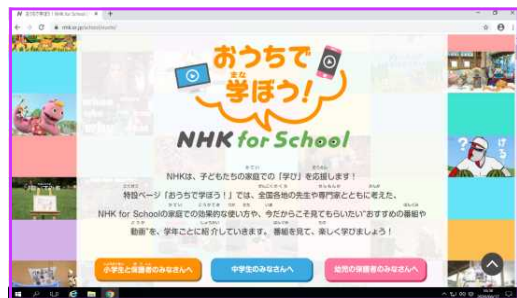 おうちで
学ぼう!
NHK for School
NHKは、子どもたちの家庭での「学び」を応援します!
特設ページ「おうちで学ぼう!」では、全国各地の先生や専門家とともに考えた、
NHK for Schoolの家庭での効果的な使い方や、今だからこそ見てもらいたい"おすすめの番組や
動画"を、学年ごとに紹介していきます。 番組を見て、楽しく学びましょう!
小学生と保護者のみなさんへ
中学生のみなさんへ
幼児の保護者のみなさんへ